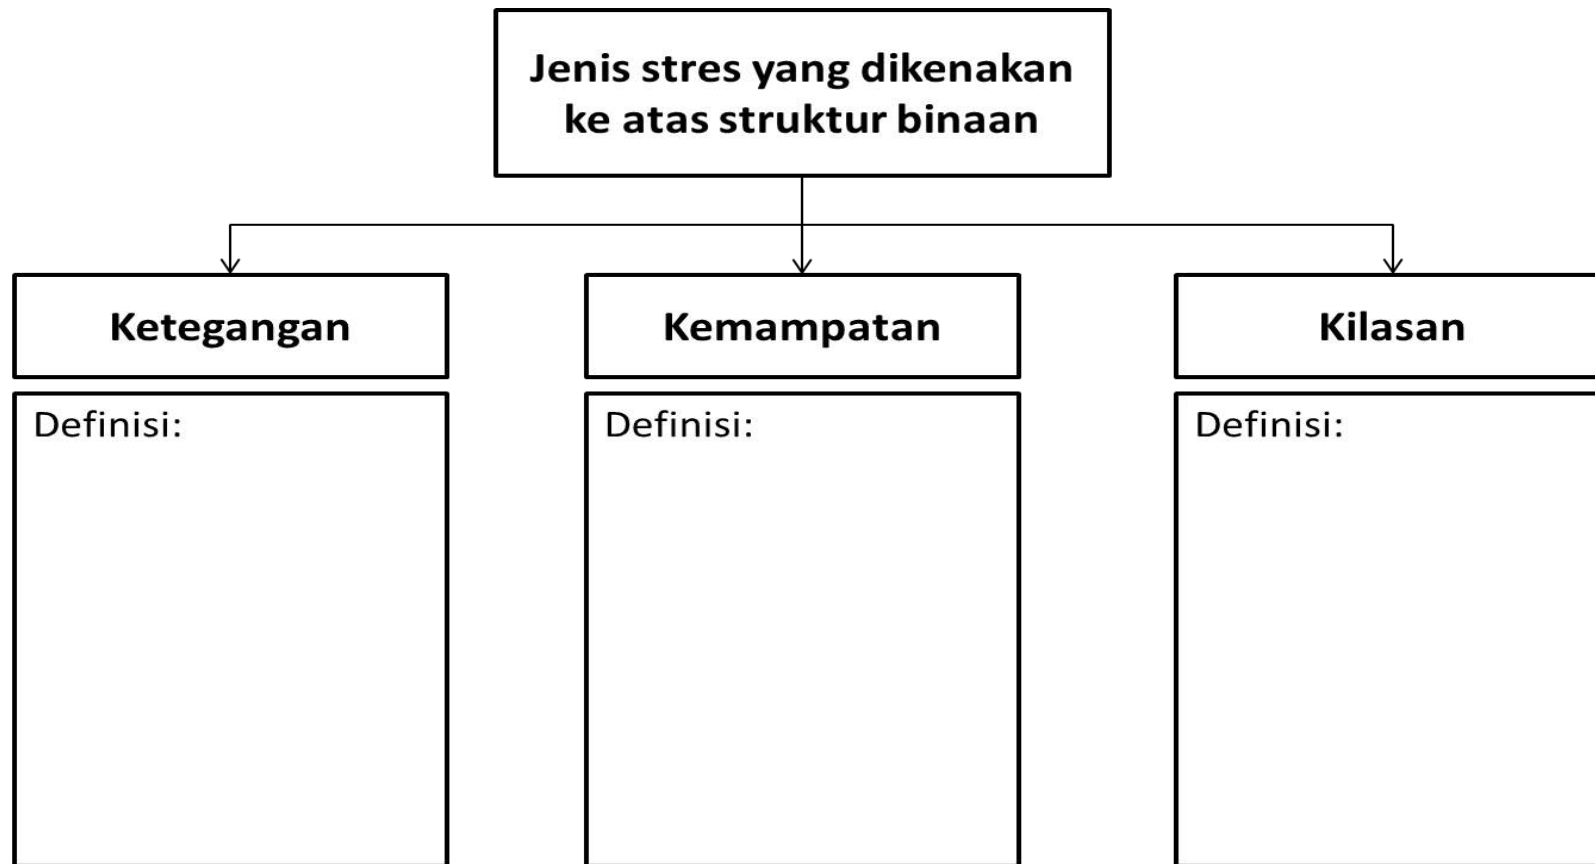 Jenis stres yang dikenakan
ke atas struktur binaan
Ketegangan
Kemampatan
Kilasan
Definisi:
Definisi:
Definisi: